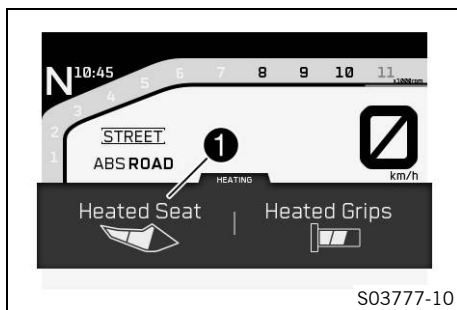 N 10:45
1 2 3 4 5 6 7 8 9 10 11
x1000rpm
STREET
ABS ROAD
0
km/h
1
HEATING
Heated Seat | Heated Grips
S03777-10